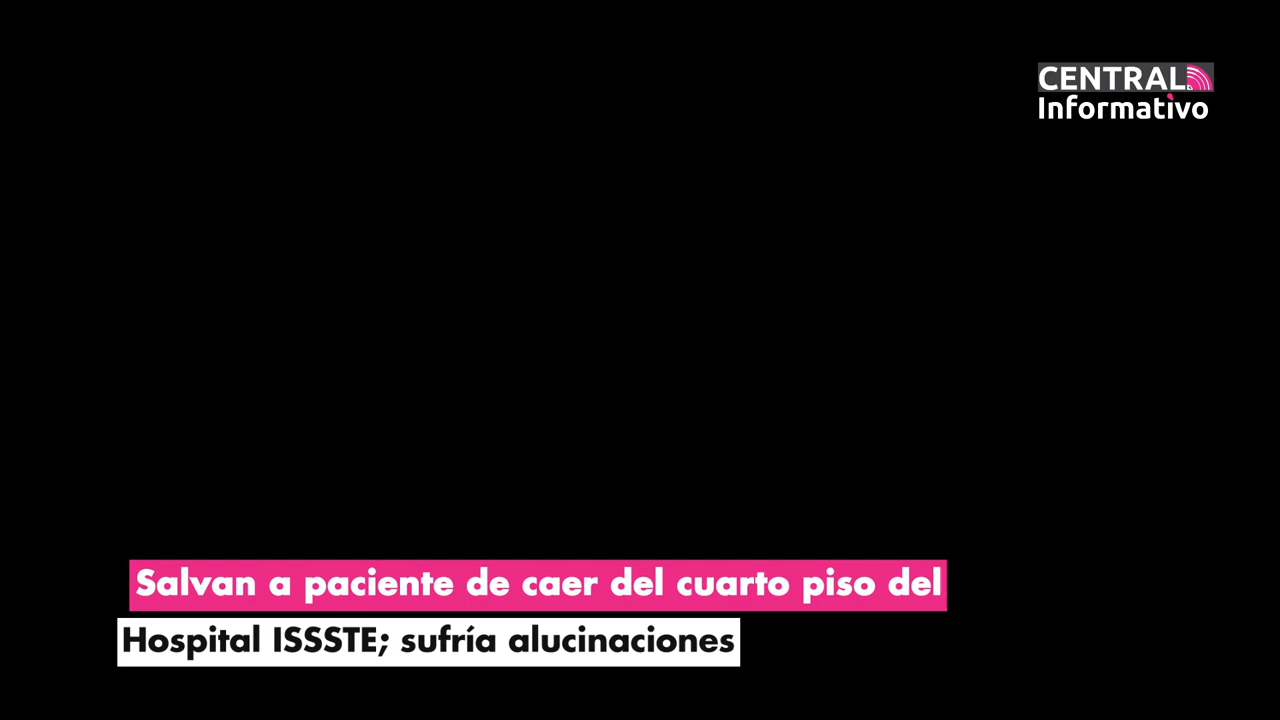 CENTRAL
Informativo
Salvan a paciente de caer del cuarto piso del
Hospital ISSSTE; sufría alucinaciones